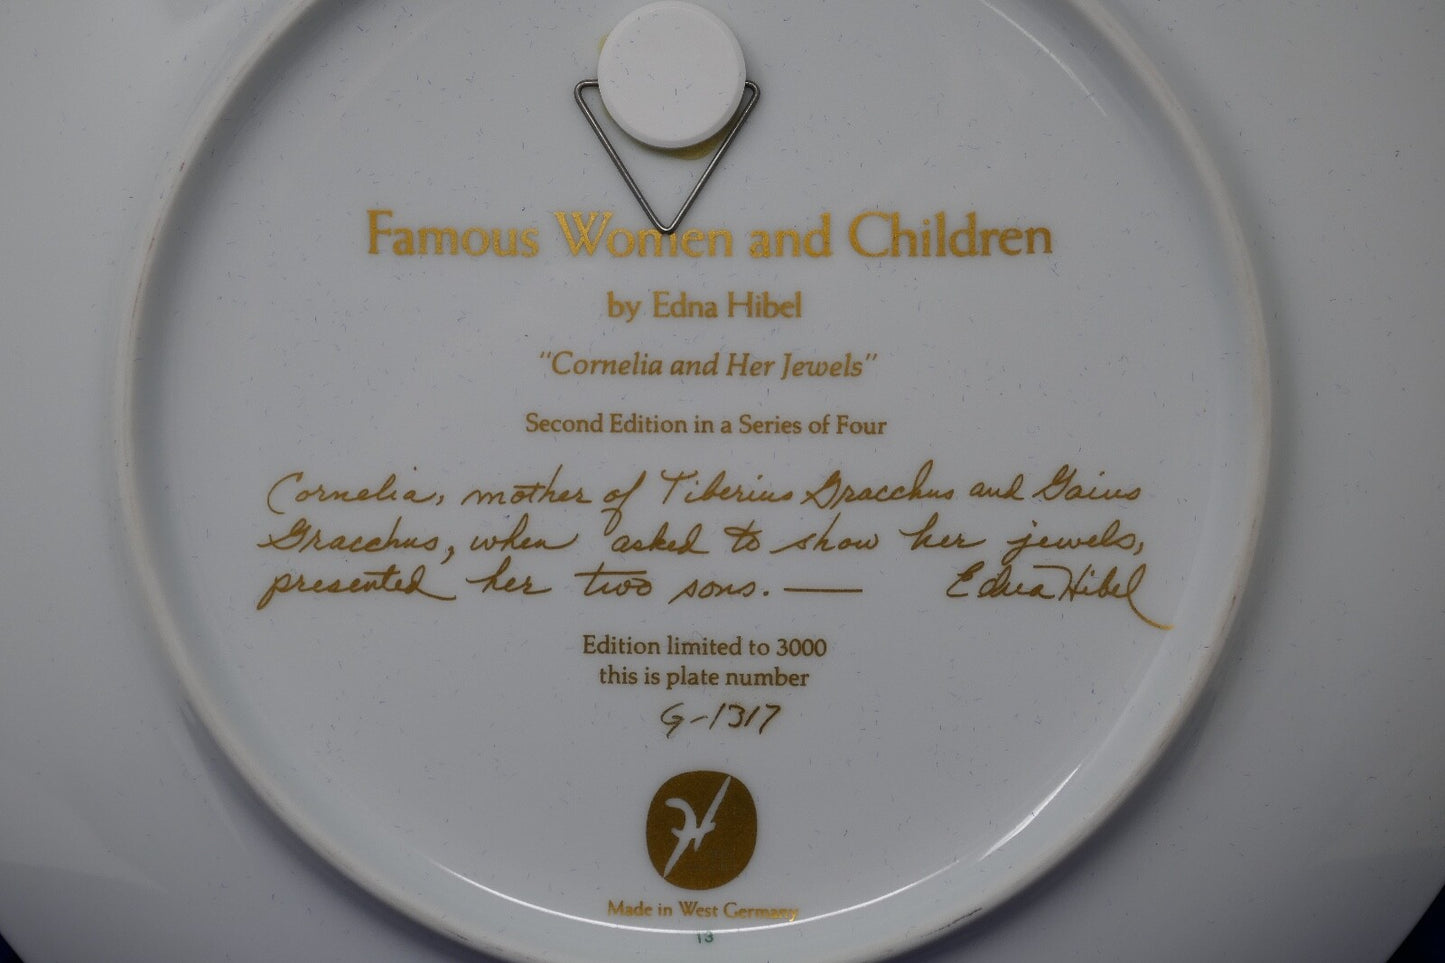 Famous Women and Children
by Edna Hibel
"Cornelia and Her Jewels"
Second Edition in a Series of Four
Cornelia, mother of Tiberius Gracchus and Gaius
Gracchus, when asked to show her jewels,
presented her two sons. — Edna Hibel
Edition limited to 3000
this is plate number
G-1317
H
Made in West Germany
13